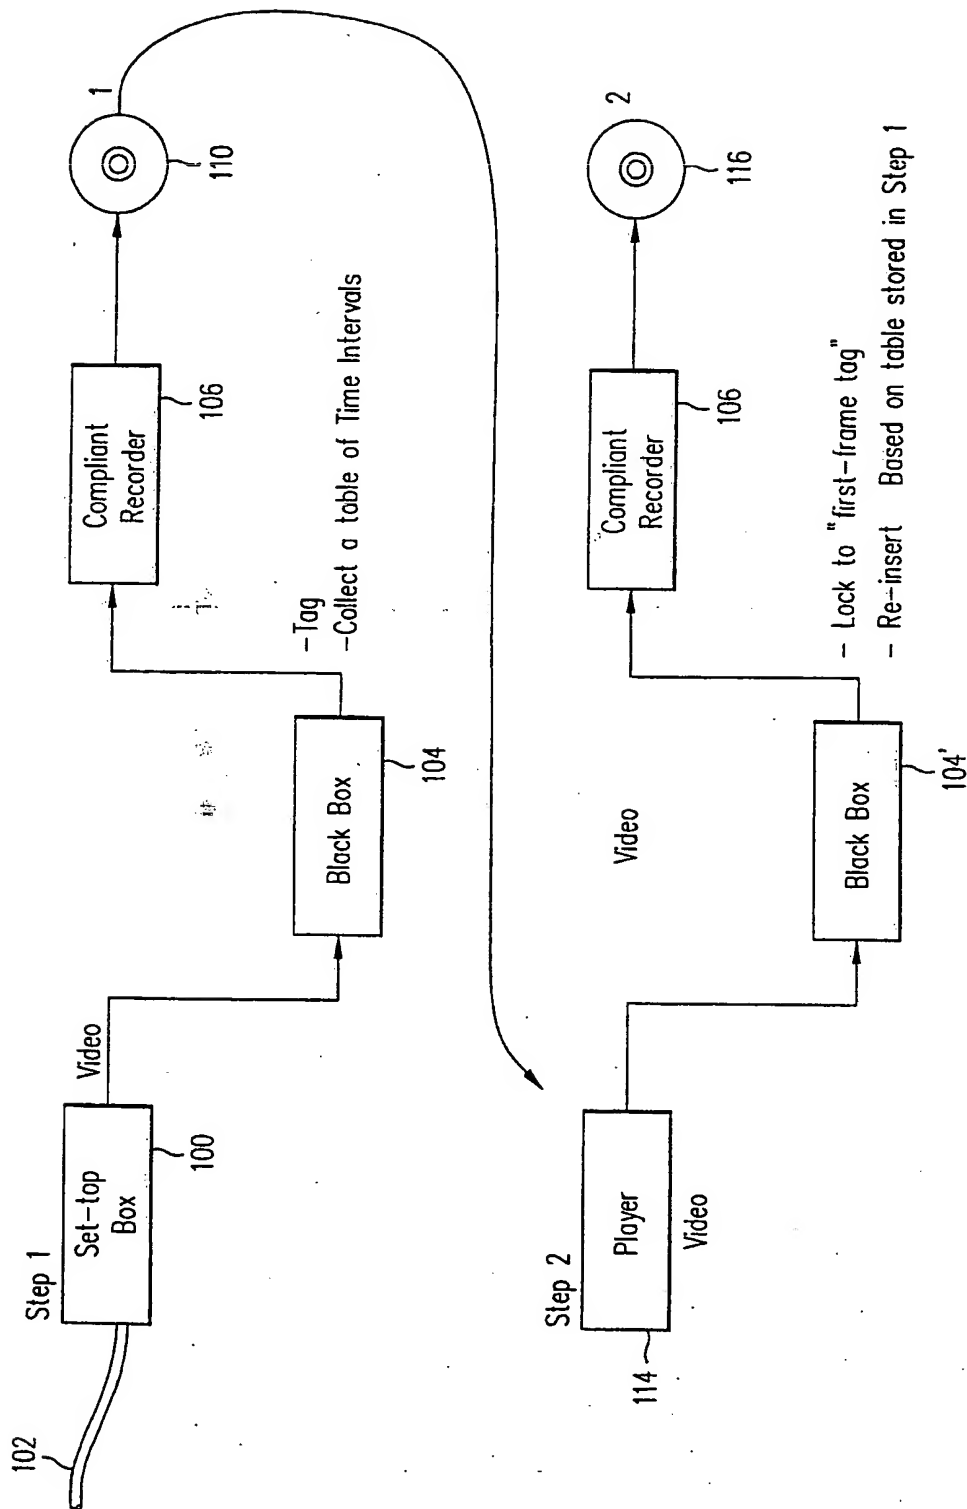 Step 1
102
Set-top
Box
100
Video
Black Box
104
-Tag
-Collect a table of Time Intervals
Compliant
Recorder
106
1
110
Step 2
Player
114
Video
Video
Black Box
104'
- Lock to "first-frame tag"
- Re-insert Based on table stored in Step 1
Compliant
Recorder
106
2
116